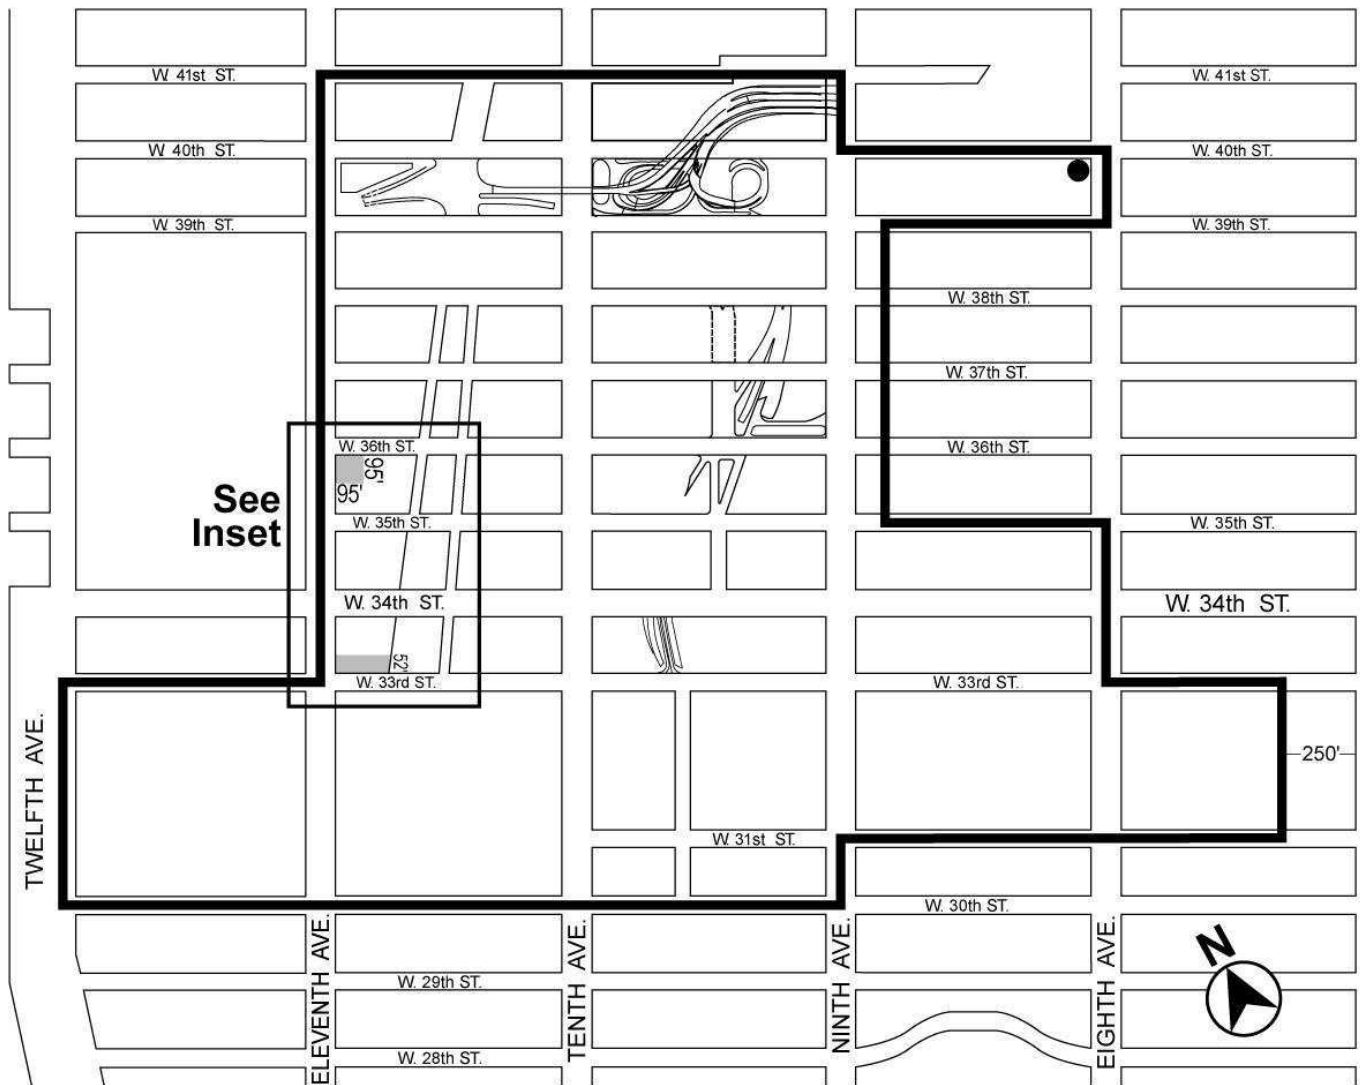 W. 41st ST.
W. 41st ST.
W. 40th ST.
W. 40th ST.
W. 39th ST.
W. 39th ST.
W. 38th ST.
W. 37th ST.
W. 36th ST.
W. 36th ST.
95'
95'
See
Inset
W. 35th ST.
W. 35th ST.
W. 34th ST.
W. 34th ST.
52'
W. 33rd ST.
W. 33rd ST.
250'
TWELFTH AVE.
W. 31st ST.
W. 30th ST.
ELEVENTH AVE.
TENTH AVE.
NINTH AVE.
EIGHTH AVE.
N
W. 29th ST.
W. 28th ST.